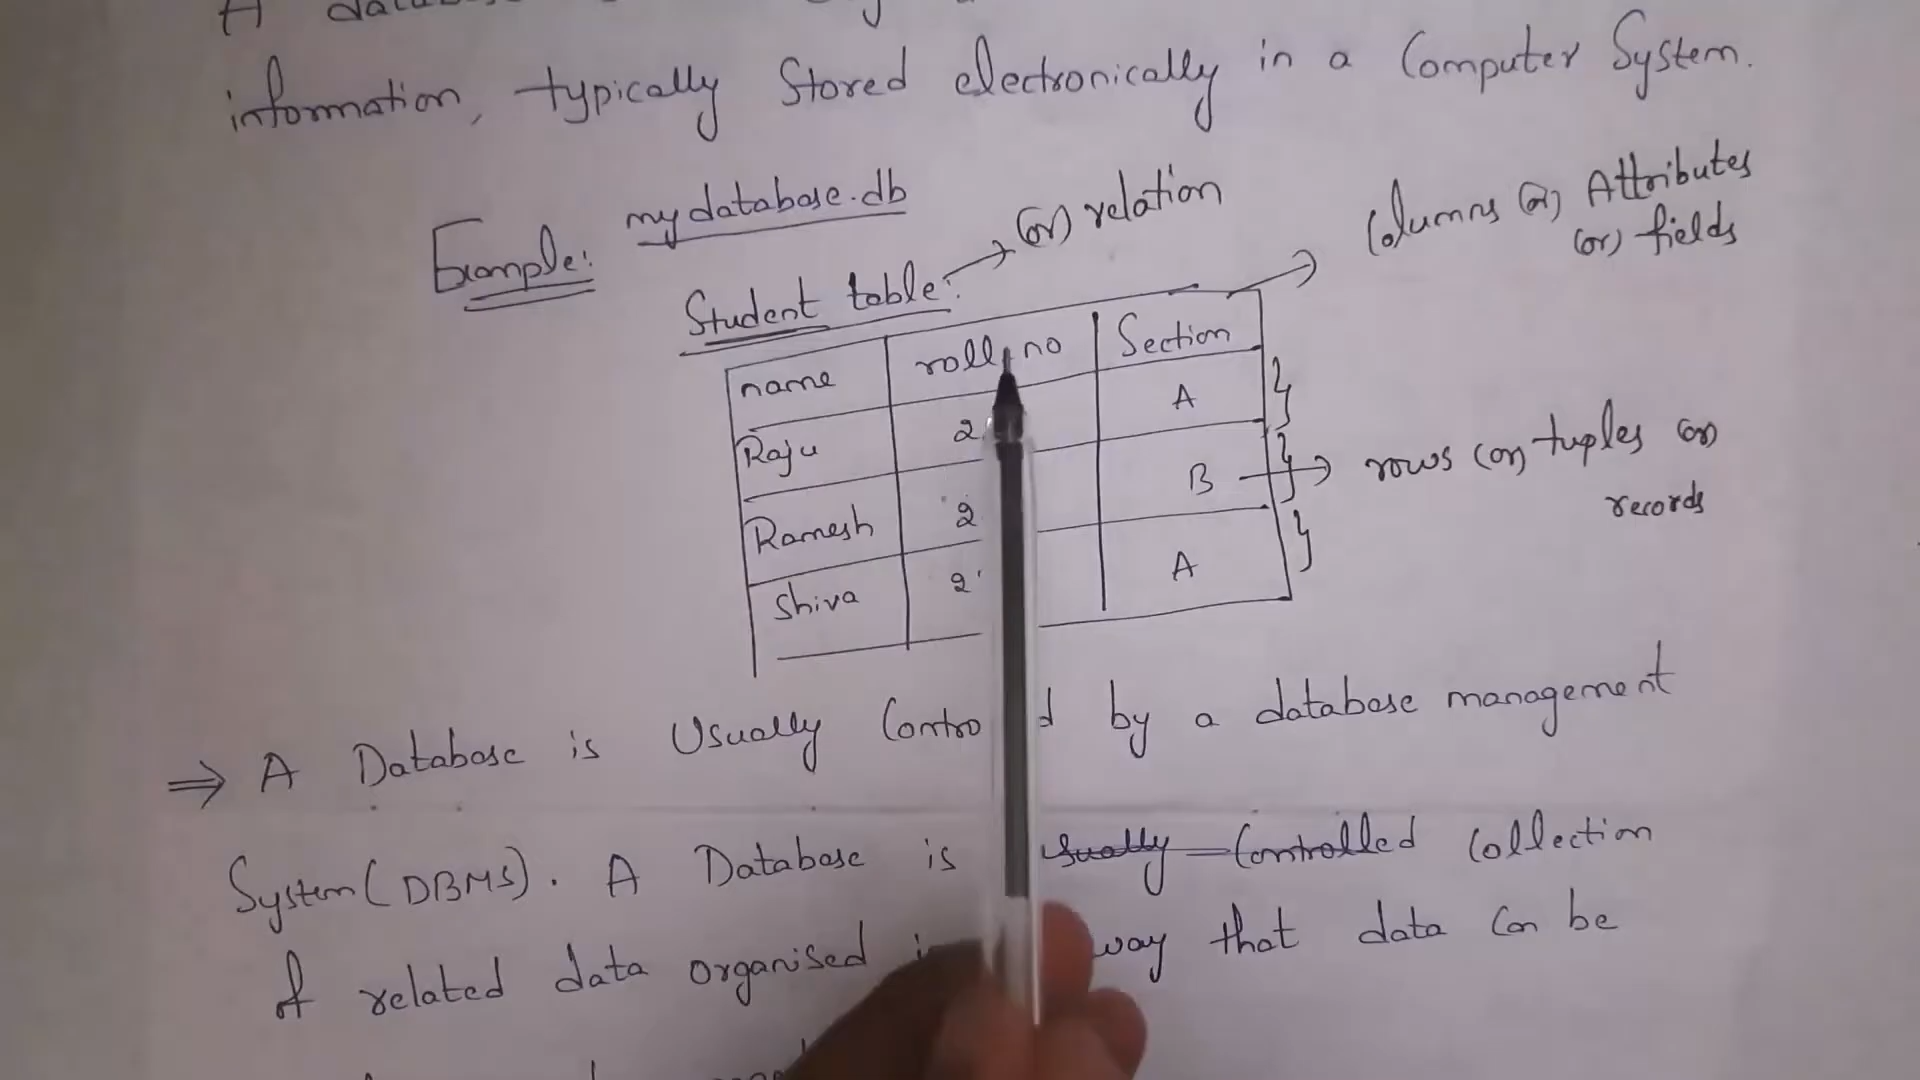 A
information, typically Stored electronically in a Computer System.
Example: mydatabase.db
(or) relation
Columns (or) Attributes
(or) fields
Student table:
name roll no Section
Raju 2 A
Ramesh 2 B
Shiva 2 A
rows (or) tuples (or)
records
⇒ A Database is Usually by a database management
System (DBMS). A Database is usually Controlled Collection
of related data organised way that data can be